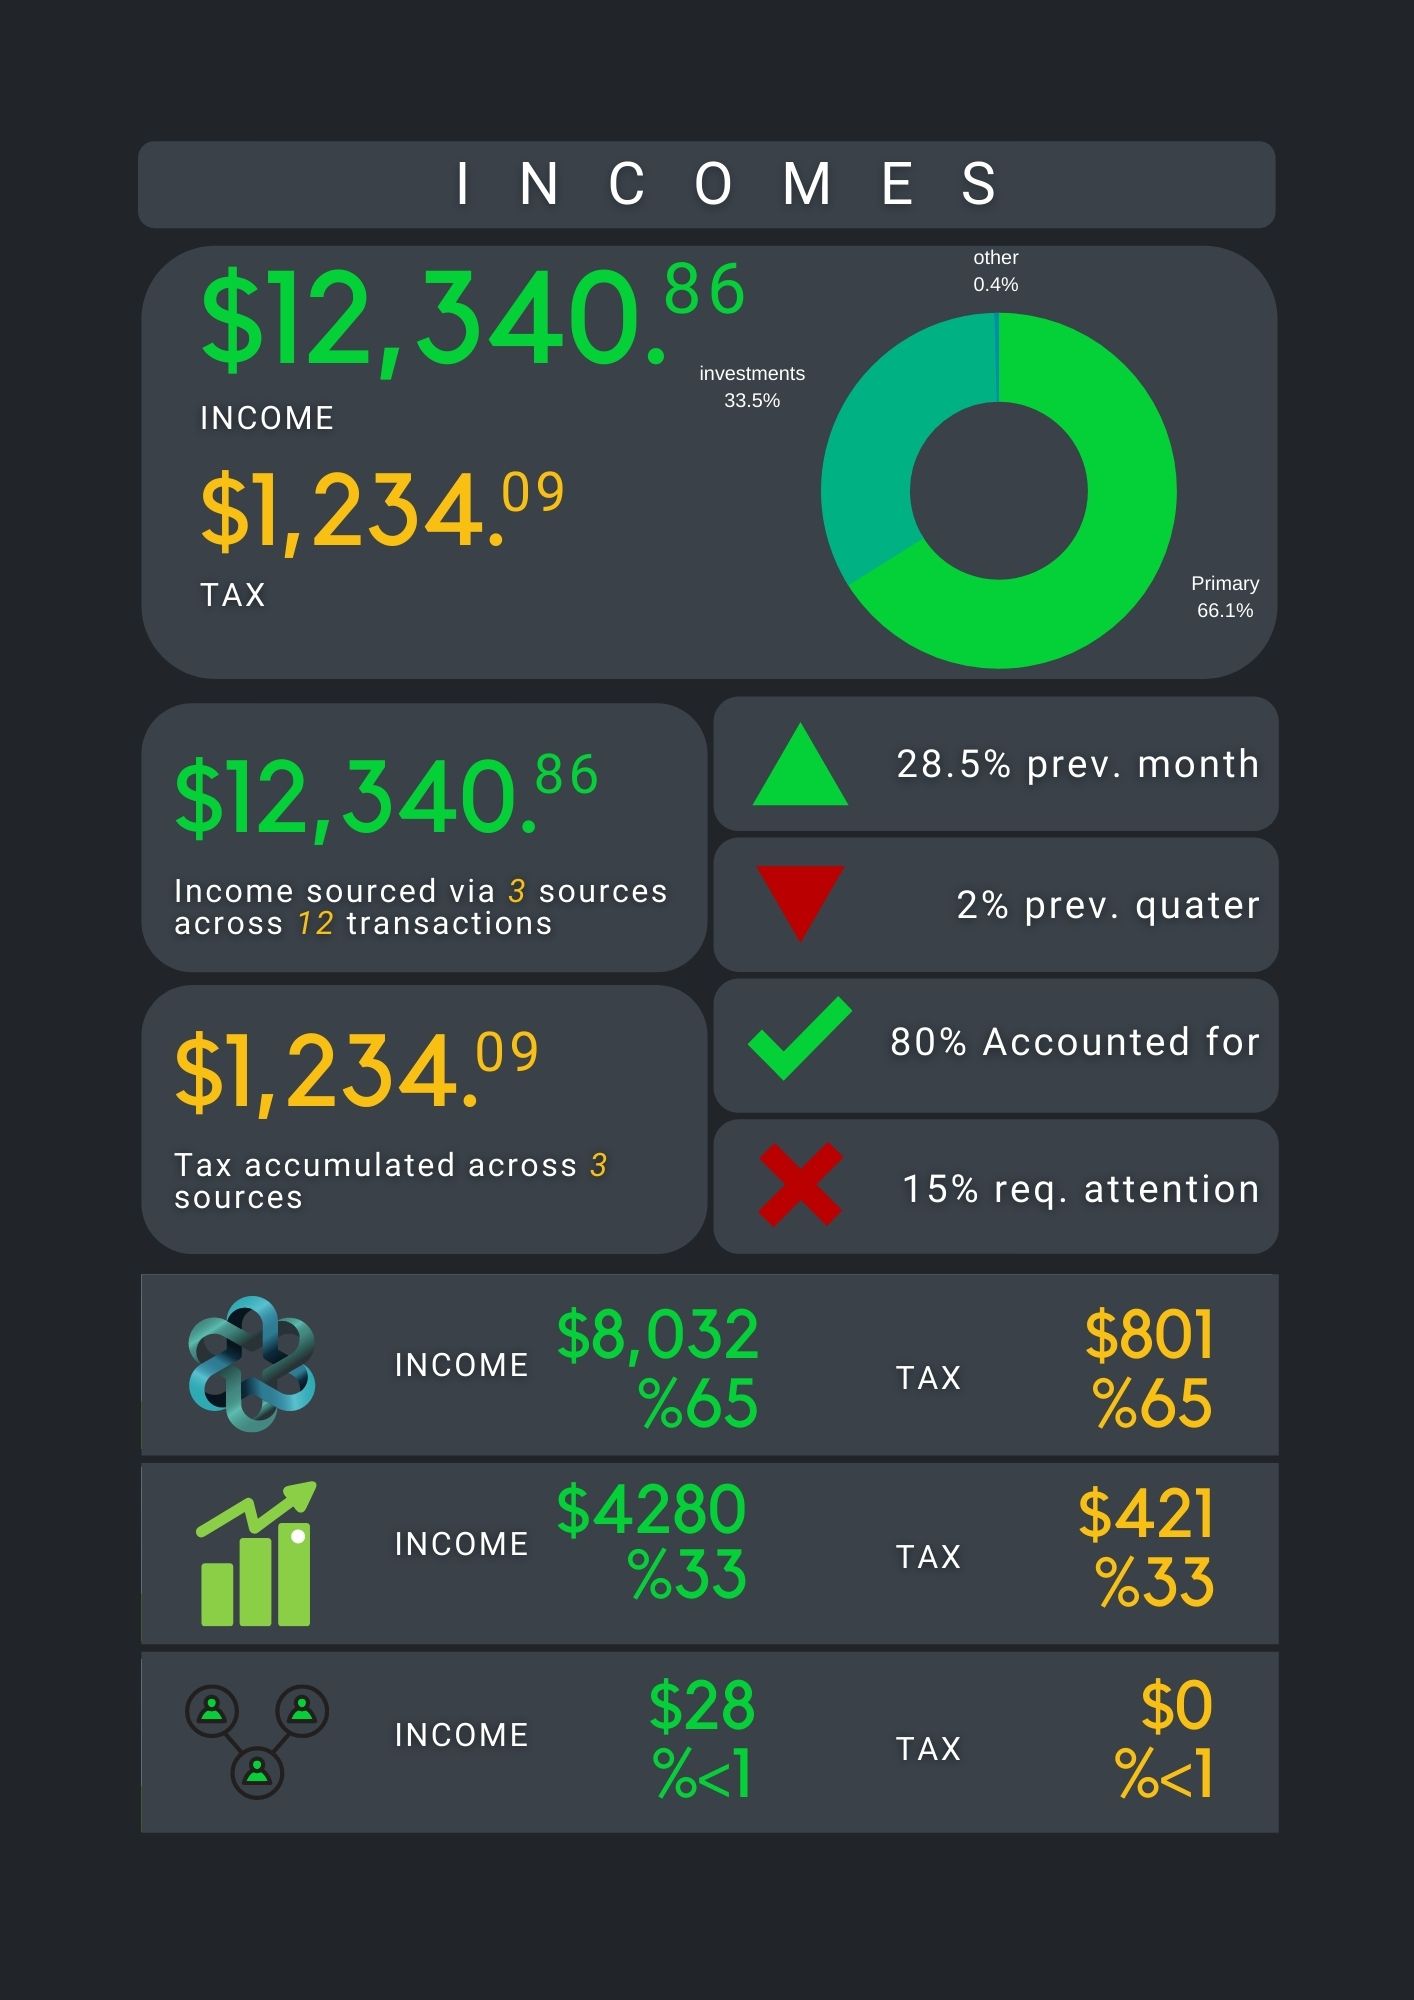 INCOMES
$12,340.86
INCOME
$1,234.09
TAX
other
0.4%
investments
33.5%
Primary
66.1%
$12,340.86
Income sourced via 3 sources
across 12 transactions
28.5% prev. month
2% prev. quater
$1,234.09
Tax accumulated across 3
sources
80% Accounted for
15% req. attention
INCOME
$8,032
%65
TAX
$801
%65
INCOME
$4280
%33
TAX
$421
%33
INCOME
$28
%<1
TAX
$0
%<1